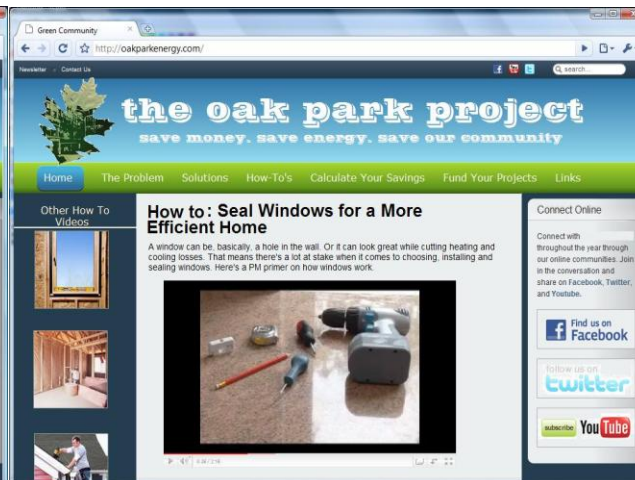 Green Community
http://oakparkenergy.com/
Newsletter Contact Us
search...
the oak park project
save money. save energy. save our community
Home The Problem Solutions How-To's Calculate Your Savings Fund Your Projects Links
Other How To
Videos
How to: Seal Windows for a More
Efficient Home
A window can be, basically, a hole in the wall. Or it can look great while cutting heating and
cooling losses. That means there's a lot at stake when it comes to choosing, installing and
sealing windows. Here's a PM primer on how windows work.
Connect Online
Connect with
throughout the year through
our online communities. Join
in the conversation and
share on Facebook, Twitter,
and Youtube.
Find us on
Facebook
follow us on
twitter
subscribe YouTube